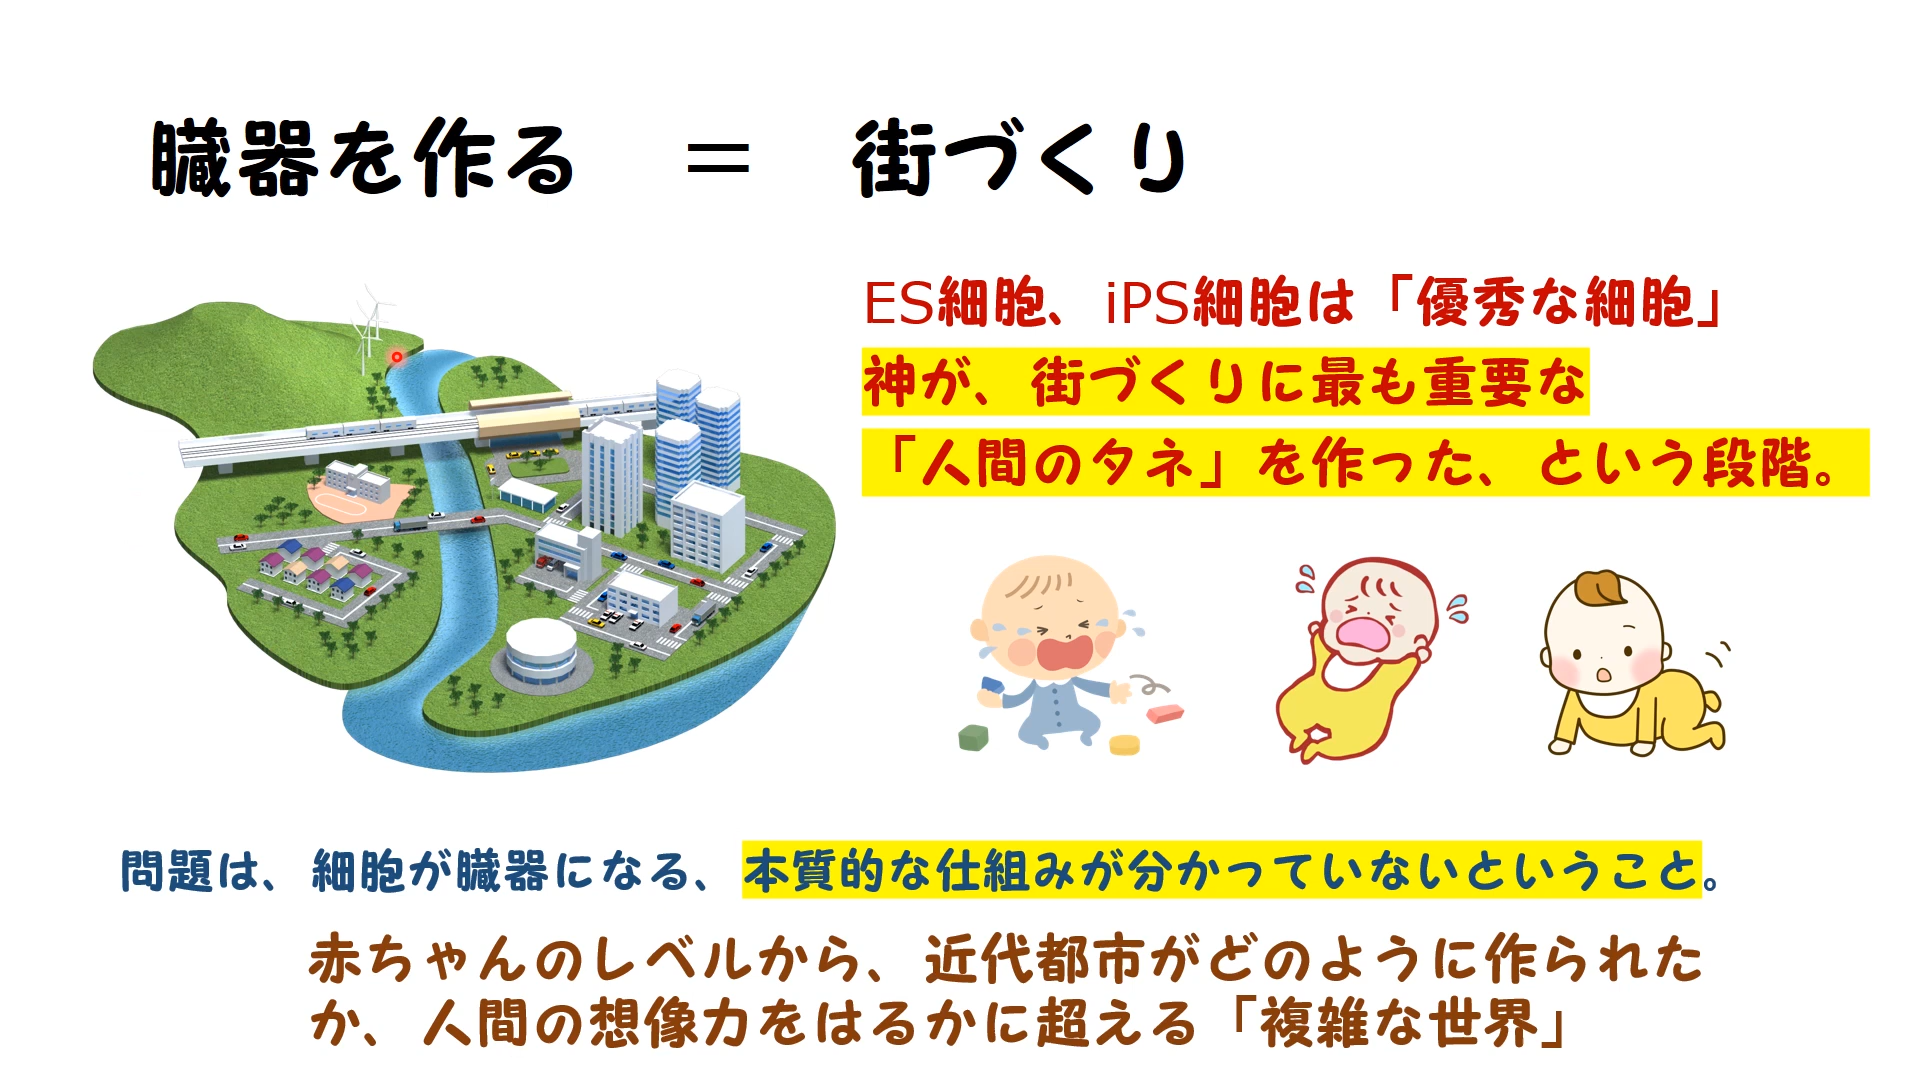 臓器を作る　＝　街づくり
ES細胞、iPS細胞は「優秀な細胞」
神が、街づくりに最も重要な
「人間のタネ」を作った、という段階。
問題は、細胞が臓器になる、本質的な仕組みが分かっていないということ。
赤ちゃんのレベルから、近代都市がどのように作られた
か、人間の想像力をはるかに超える「複雑な世界」